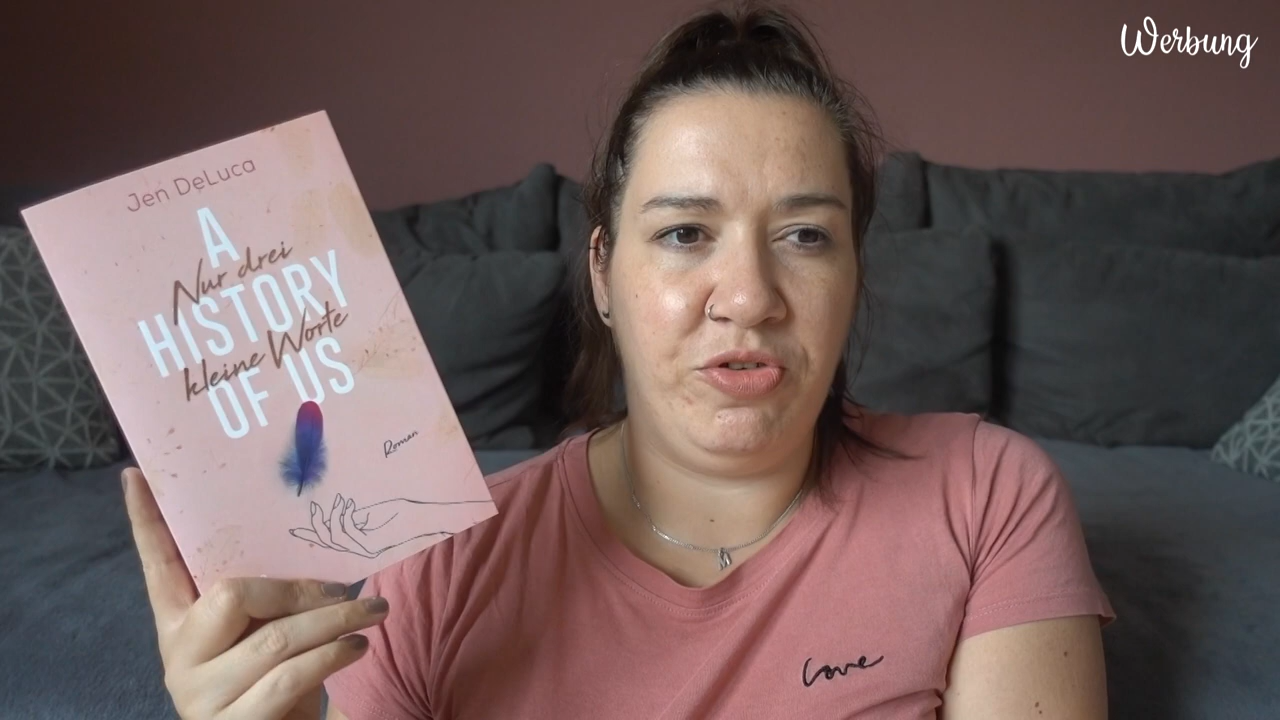 Werbung
Jen DeLuca
A
Nur drei
HISTORY
kleine Worte
OF US
Roman
Love